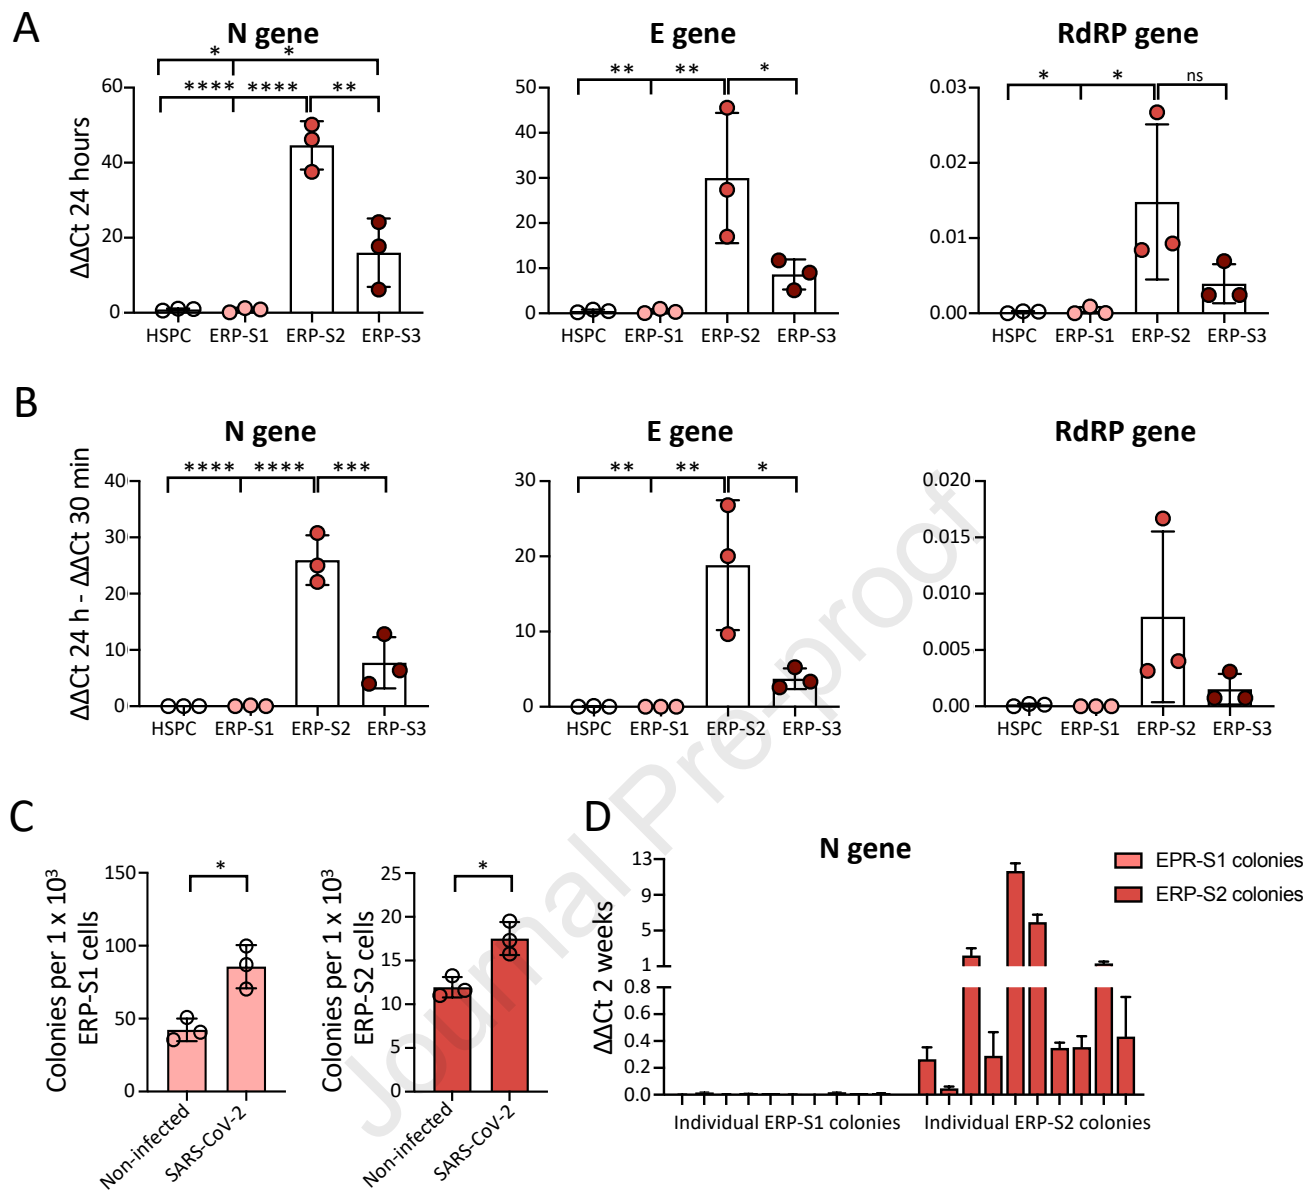 A
N gene
E gene
RdRP gene
* *
**** **** **
** ** *
* * ns
ΔΔCt 24 hours
60
40
20
0
HSPC ERP-S1 ERP-S2 ERP-S3
50
40
30
20
10
0
HSPC ERP-S1 ERP-S2 ERP-S3
0.03
0.02
0.01
0.00
HSPC ERP-S1 ERP-S2 ERP-S3
B
N gene
E gene
RdRP gene
**** **** ***
** ** *
ΔΔCt 24 h - ΔΔCt 30 min
40
30
20
10
0
HSPC ERP-S1 ERP-S2 ERP-S3
30
20
10
0
HSPC ERP-S1 ERP-S2 ERP-S3
0.020
0.015
0.010
0.005
0.000
HSPC ERP-S1 ERP-S2 ERP-S3
C
Colonies per 1 x 10³
ERP-S1 cells
150
100
50
0
*
Non-infected
SARS-CoV-2
Colonies per 1 x 10³
ERP-S2 cells
25
20
15
10
5
0
*
Non-infected
SARS-CoV-2
D
N gene
ΔΔCt 2 weeks
13
9
5
1
0.8
0.6
0.4
0.2
0.0
Individual ERP-S1 colonies
Individual ERP-S2 colonies
EPR-S1 colonies
ERP-S2 colonies
Journal Pre-proof